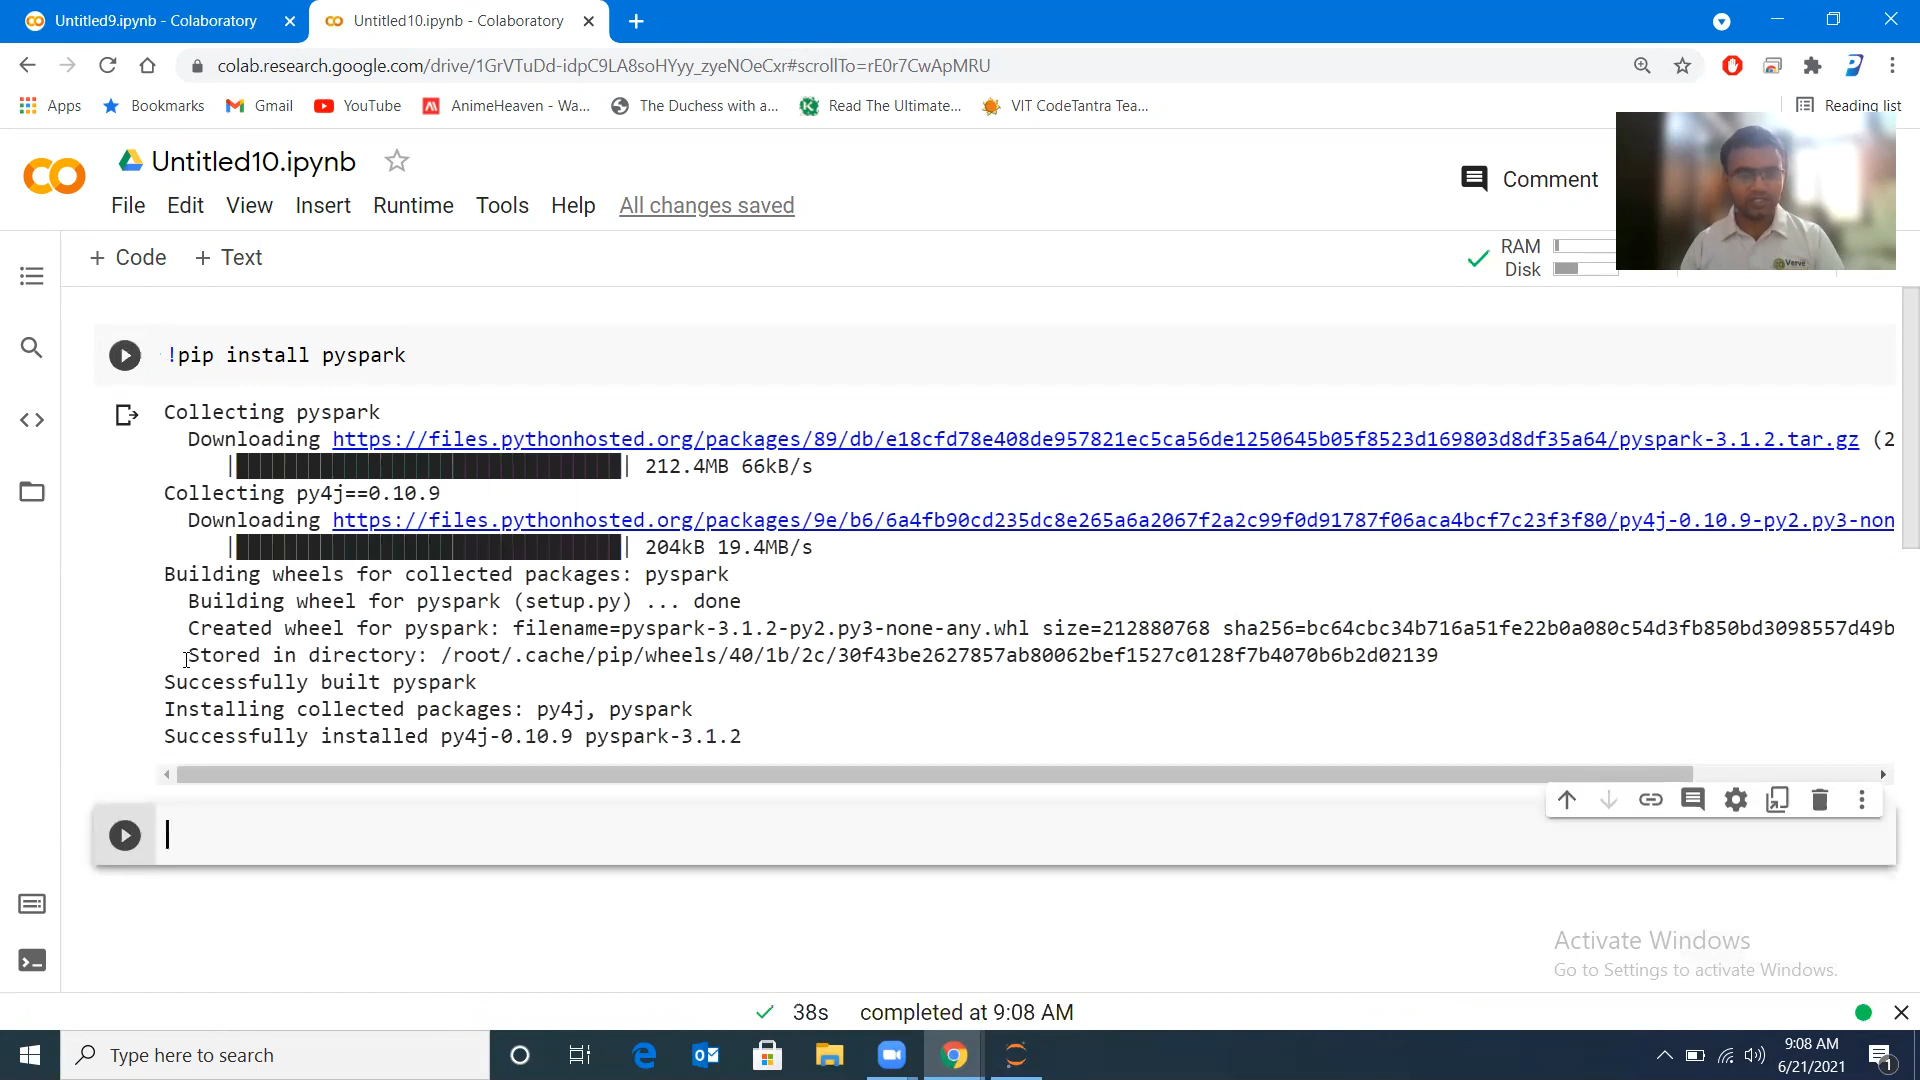 Untitled9.ipynb - Colaboratory
Untitled10.ipynb - Colaboratory
colab.research.google.com/drive/1GrVTuDd-idpC9LA8soHYyy_zyeNOeCxr#scrollTo=rE0r7CwApMRU
Apps
Bookmarks
Gmail
YouTube
AnimeHeaven - Wa...
The Duchess with a...
Read The Ultimate...
VIT CodeTantra Tea...
Reading list
Untitled10.ipynb
Comment
File Edit View Insert Runtime Tools Help All changes saved
+ Code + Text
RAM
Disk
Verve
!pip install pyspark
Collecting pyspark
Downloading https://files.pythonhosted.org/packages/89/db/e18cfd78e408de957821ec5ca56de1250645b05f8523d169803d8df35a64/pyspark-3.1.2.tar.gz (2
| 212.4MB 66kB/s
Collecting py4j==0.10.9
Downloading https://files.pythonhosted.org/packages/9e/b6/6a4fb90cd235dc8e265a6a2067f2a2c99f0d91787f06aca4bcf7c23f3f80/py4j-0.10.9-py2.py3-non
| 204kB 19.4MB/s
Building wheels for collected packages: pyspark
Building wheel for pyspark (setup.py) ... done
Created wheel for pyspark: filename=pyspark-3.1.2-py2.py3-none-any.whl size=212880768 sha256=bc64cbc34b716a51fe22b0a080c54d3fb850bd3098557d49b
Stored in directory: /root/.cache/pip/wheels/40/1b/2c/30f43be2627857ab80062bef1527c0128f7b4070b6b2d02139
Successfully built pyspark
Installing collected packages: py4j, pyspark
Successfully installed py4j-0.10.9 pyspark-3.1.2
Activate Windows
Go to Settings to activate Windows.
38s completed at 9:08 AM
Type here to search
9:08 AM
6/21/2021
1